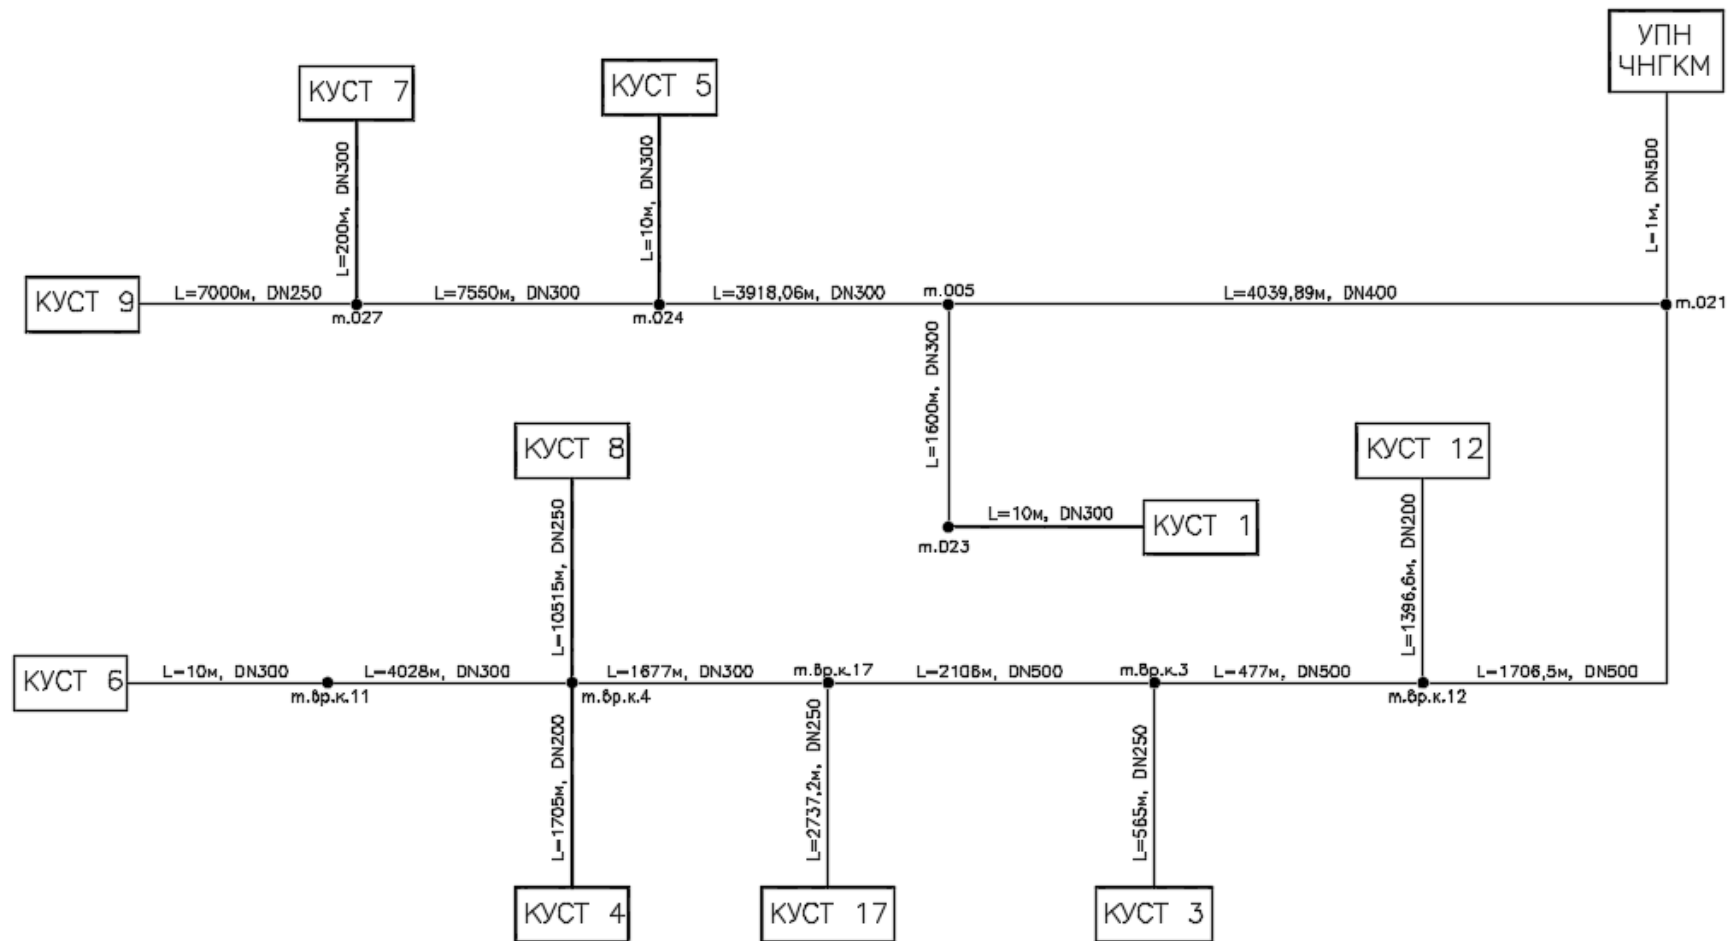 УПН
ЧНГКМ
КУСТ 7
КУСТ 5
L=200м, DN300
L=10м, DN300
L=1м, DN500
КУСТ 9
L=7000м, DN250
т.027
L=7550м, DN300
т.024
L=3918,06м, DN300
т.005
L=4039,89м, DN400
т.021
L=1600м, DN300
КУСТ 8
КУСТ 12
L=10м, DN300
КУСТ 1
т.023
L=10515м, DN250
L=1396,6м, DN200
КУСТ 6
L=10м, DN300
т.вр.к.11
L=4028м, DN300
т.вр.к.4
L=1677м, DN300
т.вр.к.17
L=2106м, DN500
т.вр.к.3
L=477м, DN500
т.вр.к.12
L=1706,5м, DN500
L=1705м, DN200
L=2737,2м, DN250
L=565м, DN250
КУСТ 4
КУСТ 17
КУСТ 3